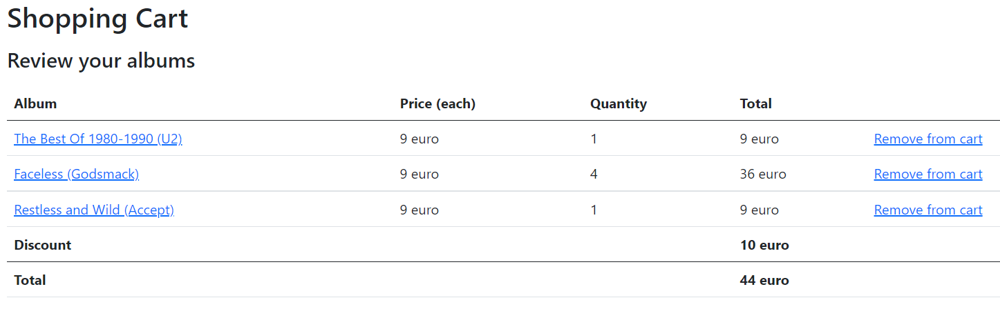 Shopping Cart
Review your albums
Album Price (each) Quantity Total
The Best Of 1980-1990 (U2) 9 euro 1 9 euro Remove from cart
Faceless (Godsmack) 9 euro 4 36 euro Remove from cart
Restless and Wild (Accept) 9 euro 1 9 euro Remove from cart
Discount 10 euro
Total 44 euro